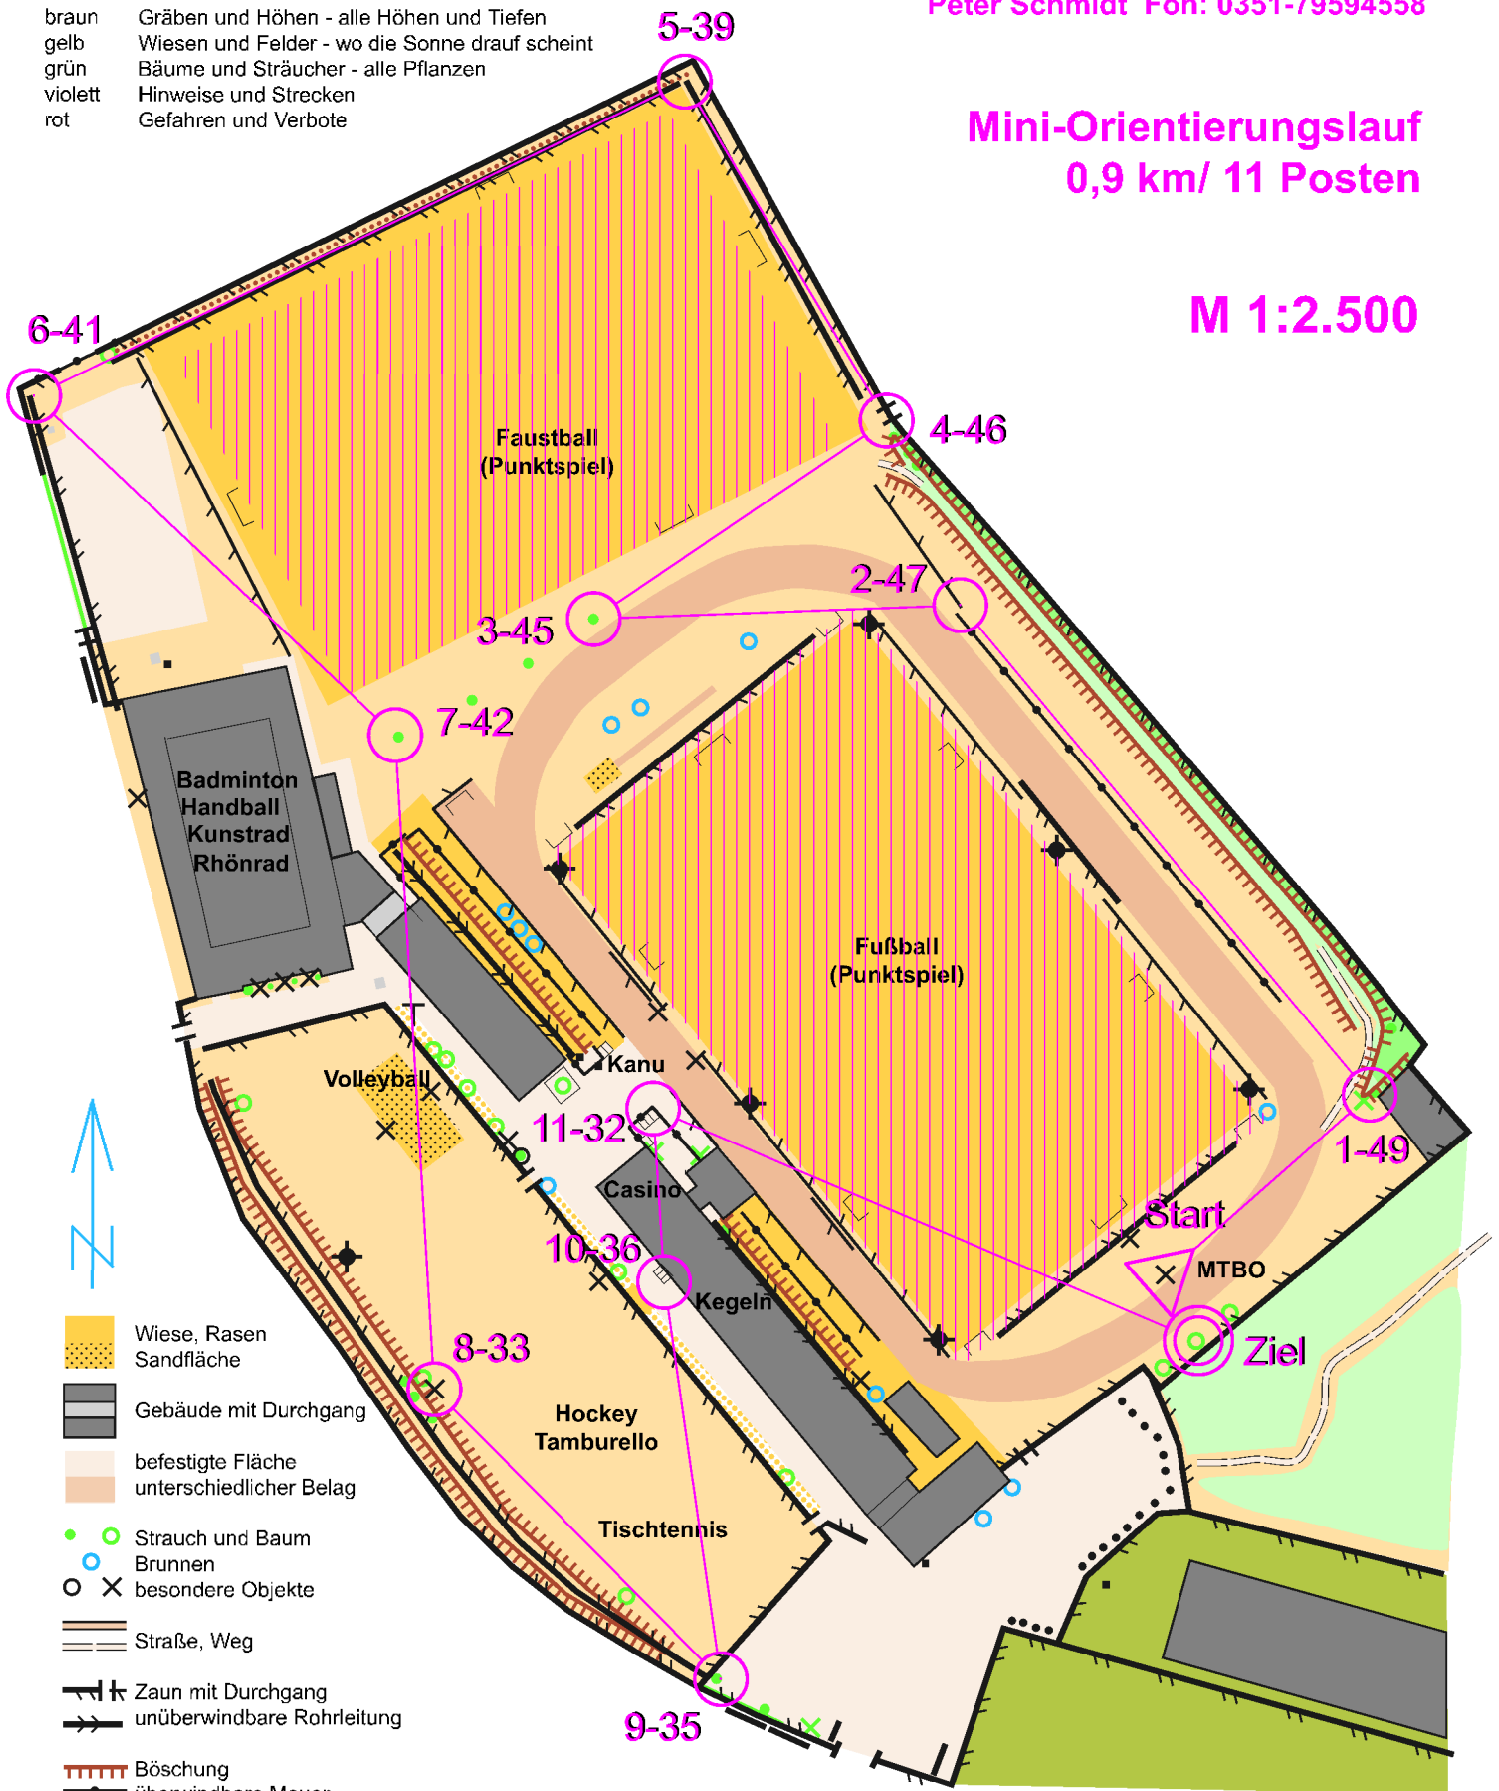 Peter Schmidt Fon: 0351-79594558
braun Gräben und Höhen - alle Höhen und Tiefen
gelb Wiesen und Felder - wo die Sonne drauf scheint
grün Bäume und Sträucher - alle Pflanzen
violett Hinweise und Strecken
rot Gefahren und Verbote
5-39
Mini-Orientierungslauf
0,9 km/ 11 Posten
M 1:2.500
6-41
4-46
Faustball
(Punktspiel)
2-47
3-45
7-42
Badminton
Handball
Kunstrad
Rhönrad
Fußball
(Punktspiel)
Kanu
Volleyball
11-32
1-49
Casino
Start
10-36
MTBO
Kegeln
8-33
Ziel
Hockey
Tamburello
Tischtennis
9-35
N
Wiese, Rasen
Sandfläche
Gebäude mit Durchgang
befestigte Fläche
unterschiedlicher Belag
Strauch und Baum
Brunnen
besondere Objekte
Straße, Weg
Zaun mit Durchgang
unüberwindbare Rohrleitung
Böschung
überwindbare Mauer